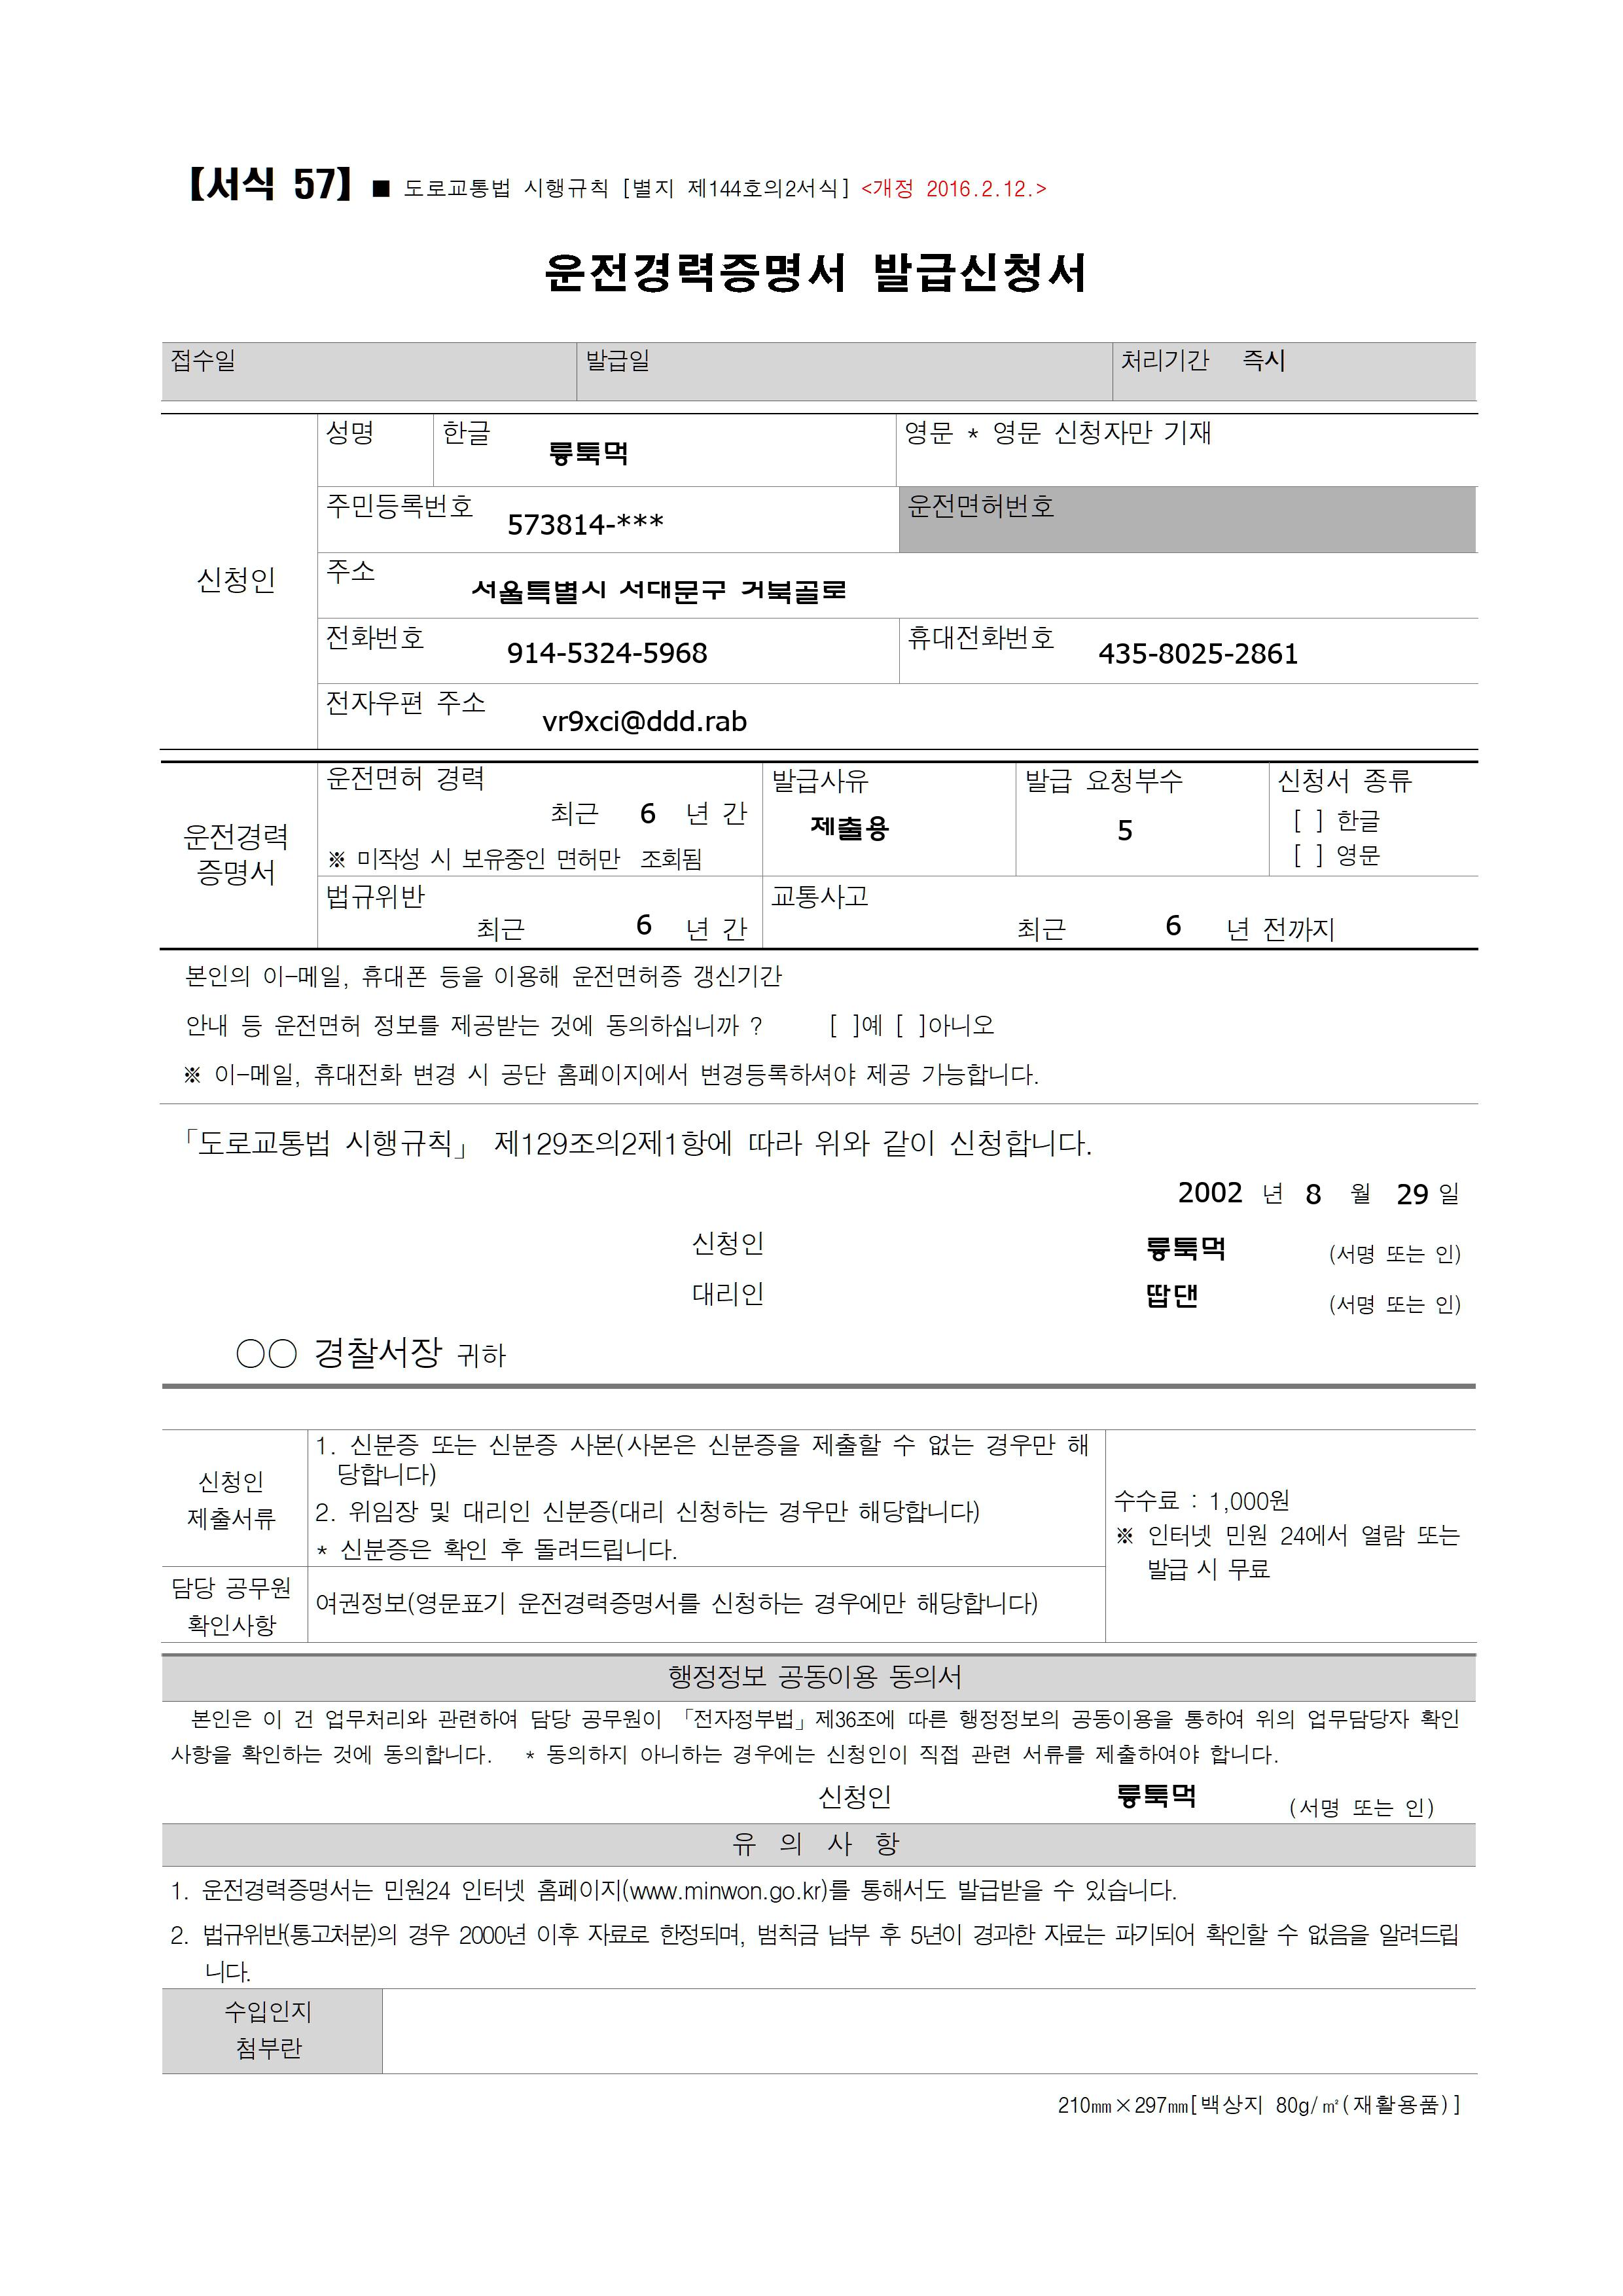 【서식 57】 ■ 도로교통법 시행규칙 [별지 제144호의2서식] <개정 2016.2.12.>
운전경력증명서 발급신청서
접수일 발급일 처리기간 즉시
신청인
성명 한글 륳툭먹 영문 * 영문 신청자만 기재
주민등록번호 573814-*** 운전면허번호
주소 서울특별시 서대문구 거북골로
전화번호 914-5324-5968 휴대전화번호 435-8025-2861
전자우편 주소 vr9xci@ddd.rab
운전경력
증명서
운전면허 경력
최근 6 년 간
※ 미작성 시 보유중인 면허만 조회됨
발급사유
제출용
발급 요청부수
5
신청서 종류
[ ] 한글
[ ] 영문
법규위반
최근 6 년 간
교통사고
최근 6 년 전까지
본인의 이-메일, 휴대폰 등을 이용해 운전면허증 갱신기간
안내 등 운전면허 정보를 제공받는 것에 동의하십니까 ? [ ]예 [ ]아니오
※ 이-메일, 휴대전화 변경 시 공단 홈페이지에서 변경등록하셔야 제공 가능합니다.
「도로교통법 시행규칙」 제129조의2제1항에 따라 위와 같이 신청합니다.
2002 년 8 월 29 일
신청인 륳툭먹 (서명 또는 인)
대리인 땁댄 (서명 또는 인)
○○ 경찰서장 귀하
신청인
제출서류
1. 신분증 또는 신분증 사본(사본은 신분증을 제출할 수 없는 경우만 해
당합니다)
2. 위임장 및 대리인 신분증(대리 신청하는 경우만 해당합니다)
* 신분증은 확인 후 돌려드립니다.
수수료 : 1,000원
※ 인터넷 민원 24에서 열람 또는
발급 시 무료
담당 공무원
확인사항
여권정보(영문표기 운전경력증명서를 신청하는 경우에만 해당합니다)
행정정보 공동이용 동의서
본인은 이 건 업무처리와 관련하여 담당 공무원이 「전자정부법」제36조에 따른 행정정보의 공동이용을 통하여 위의 업무담당자 확인
사항을 확인하는 것에 동의합니다. * 동의하지 아니하는 경우에는 신청인이 직접 관련 서류를 제출하여야 합니다.
신청인 륳툭먹 (서명 또는 인)
유 의 사 항
1. 운전경력증명서는 민원24 인터넷 홈페이지(www.minwon.go.kr)를 통해서도 발급받을 수 있습니다.
2. 법규위반(통고처분)의 경우 2000년 이후 자료로 한정되며, 범칙금 납부 후 5년이 경과한 자료는 파기되어 확인할 수 없음을 알려드립
니다.
수입인지
첨부란
210㎜×297㎜[백상지 80g/㎡(재활용품)]